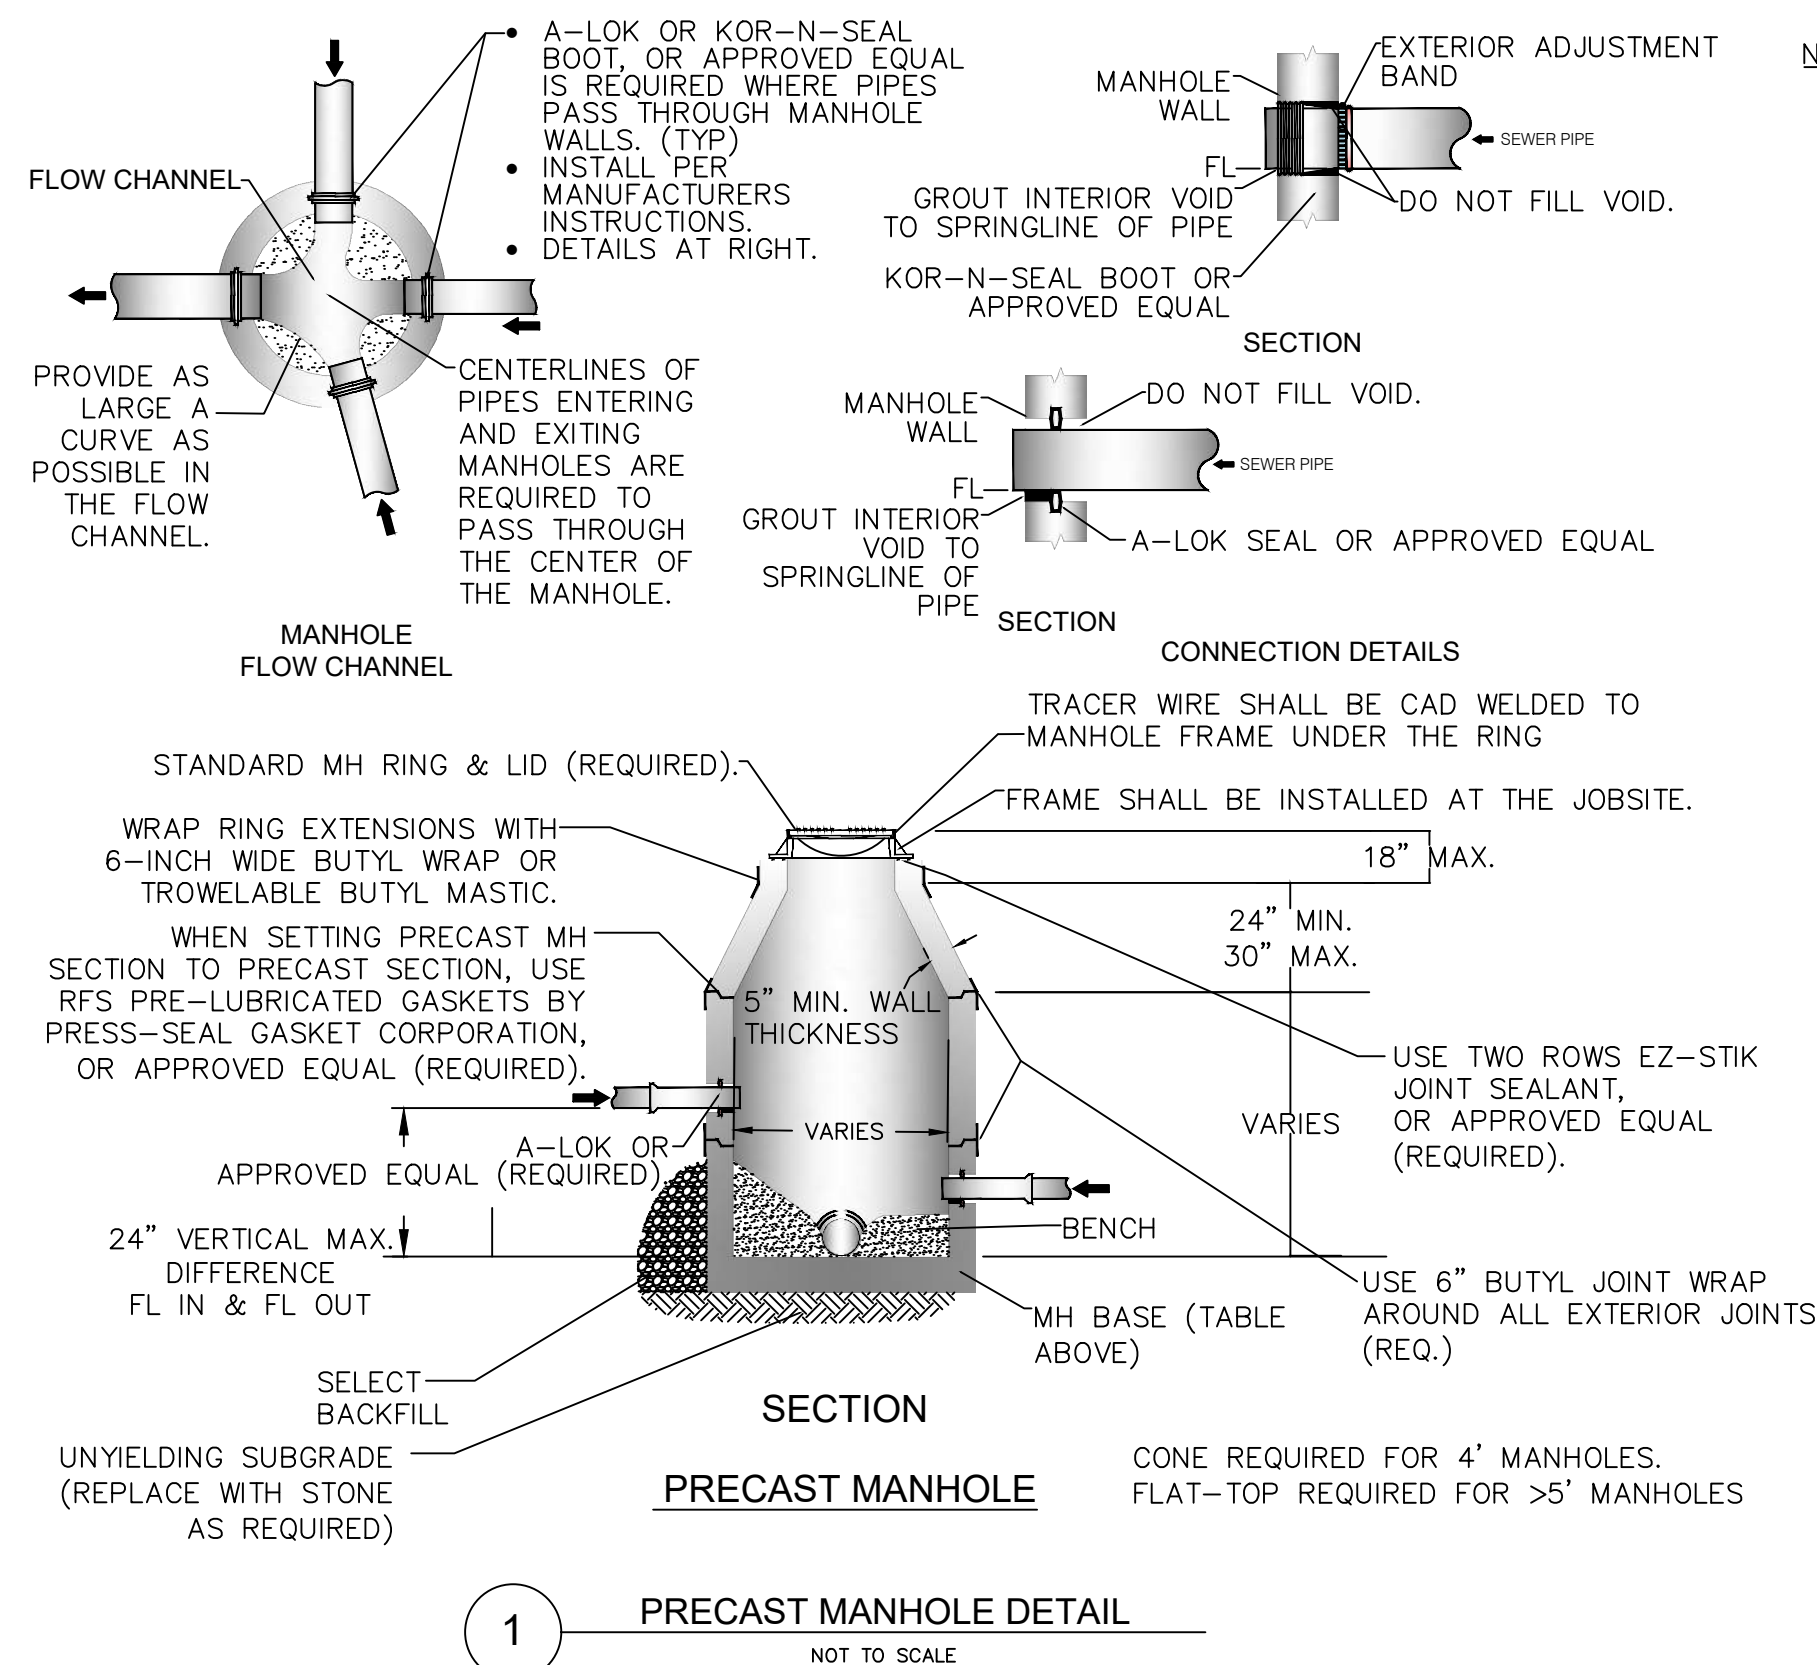 A-LOK OR KOR-N-SEAL
BOOT, OR APPROVED EQUAL
IS REQUIRED WHERE PIPES
PASS THROUGH MANHOLE
WALLS. (TYP)
INSTALL PER
MANUFACTURERS
INSTRUCTIONS.
DETAILS AT RIGHT.
FLOW CHANNEL
PROVIDE AS
LARGE A
CURVE AS
POSSIBLE IN
THE FLOW
CHANNEL.
CENTERLINES OF
PIPES ENTERING
AND EXITING
MANHOLES ARE
REQUIRED TO
PASS THROUGH
THE CENTER OF
THE MANHOLE.
MANHOLE
FLOW CHANNEL
EXTERIOR ADJUSTMENT
BAND
MANHOLE
WALL
SEWER PIPE
FL
GROUT INTERIOR VOID
TO SPRINGLINE OF PIPE
DO NOT FILL VOID.
KOR-N-SEAL BOOT OR
APPROVED EQUAL
SECTION
MANHOLE
WALL
DO NOT FILL VOID.
SEWER PIPE
FL
GROUT INTERIOR
VOID TO
SPRINGLINE OF
PIPE
A-LOK SEAL OR APPROVED EQUAL
SECTION
CONNECTION DETAILS
N
TRACER WIRE SHALL BE CAD WELDED TO
MANHOLE FRAME UNDER THE RING
STANDARD MH RING & LID (REQUIRED).
FRAME SHALL BE INSTALLED AT THE JOBSITE.
WRAP RING EXTENSIONS WITH
6-INCH WIDE BUTYL WRAP OR
TROWELABLE BUTYL MASTIC.
18" MAX.
24" MIN.
30" MAX.
WHEN SETTING PRECAST MH
SECTION TO PRECAST SECTION, USE
RFS PRE-LUBRICATED GASKETS BY
PRESS-SEAL GASKET CORPORATION,
OR APPROVED EQUAL (REQUIRED).
5" MIN. WALL
THICKNESS
USE TWO ROWS EZ-STIK
JOINT SEALANT,
OR APPROVED EQUAL
(REQUIRED).
VARIES
VARIES
A-LOK OR
APPROVED EQUAL (REQUIRED)
24" VERTICAL MAX.
DIFFERENCE
FL IN & FL OUT
BENCH
USE 6" BUTYL JOINT WRAP
AROUND ALL EXTERIOR JOINTS
(REQ.)
MH BASE (TABLE
ABOVE)
SELECT
BACKFILL
UNYIELDING SUBGRADE
(REPLACE WITH STONE
AS REQUIRED)
SECTION
PRECAST MANHOLE
CONE REQUIRED FOR 4' MANHOLES.
FLAT-TOP REQUIRED FOR >5' MANHOLES
1
PRECAST MANHOLE DETAIL
NOT TO SCALE